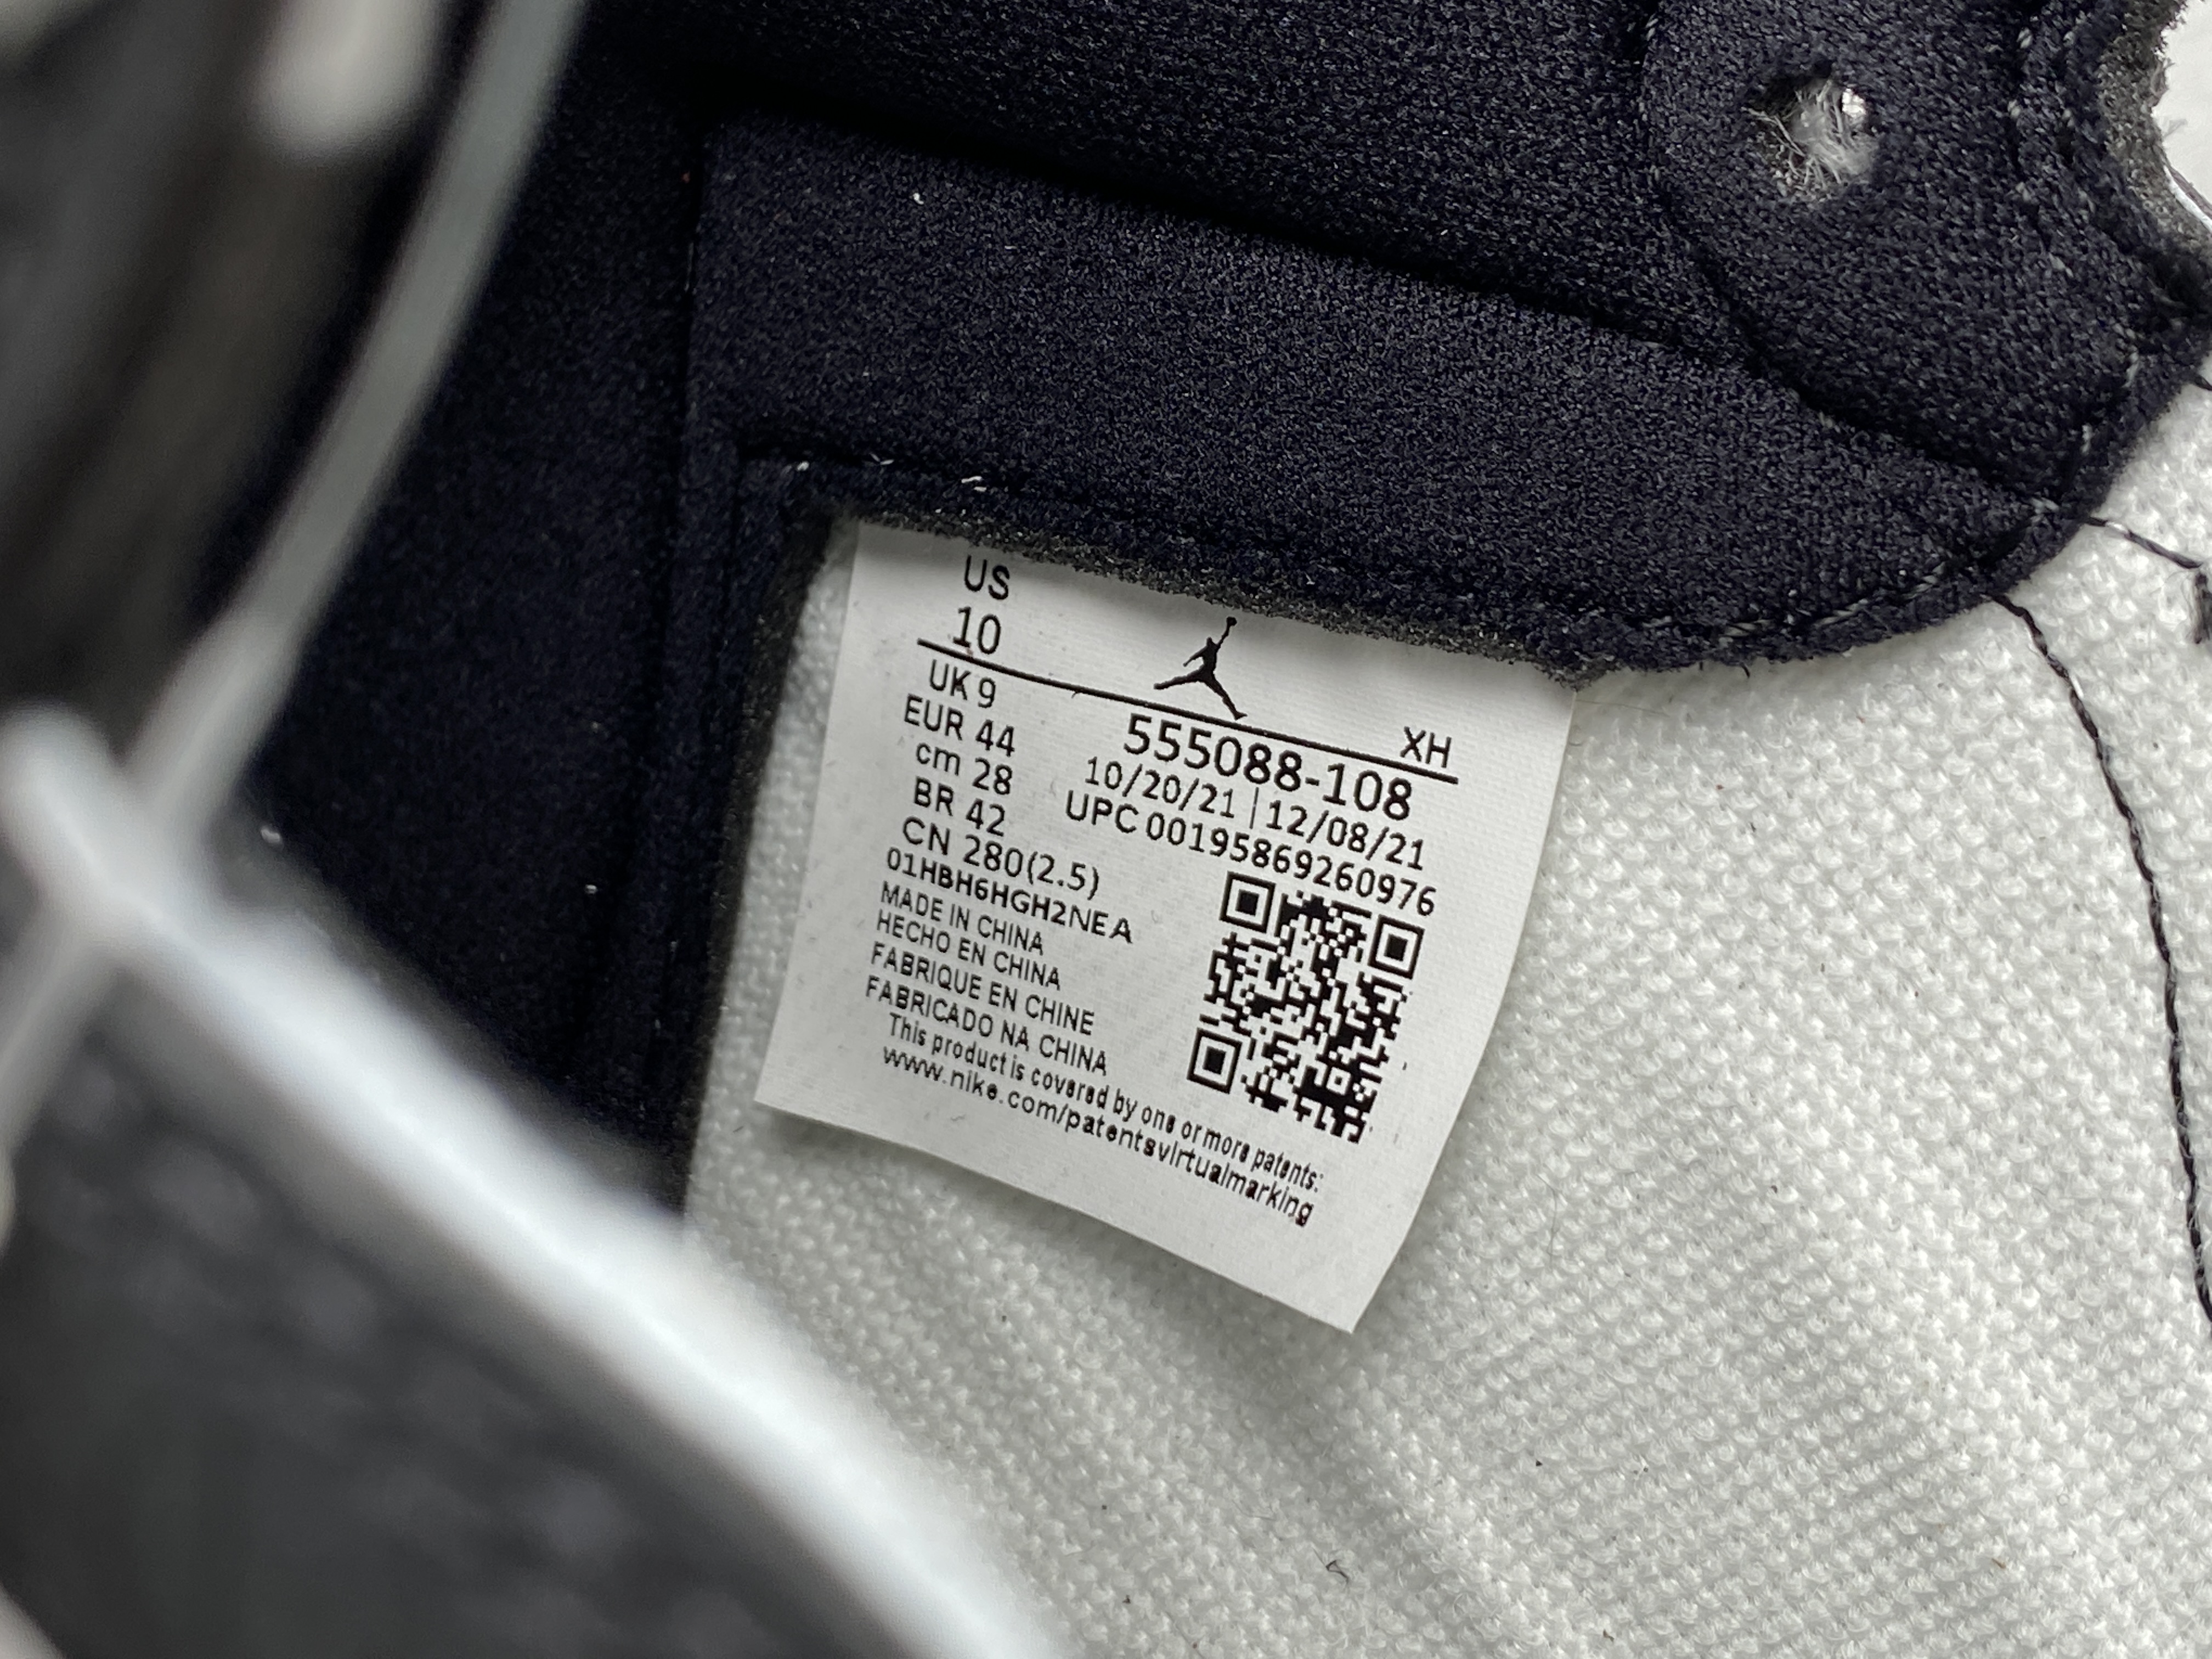 US
10
XH
UK 9
EUR 44
cm 28
BR 42
CN 280(2.5)
555088-108
10/20/21 | 12/08/21
UPC 00195869260976
01HBH6HGH2NEA
MADE IN CHINA
HECHO EN CHINA
FABRIQUE EN CHINE
FABRICADO NA CHINA
This product is covered by one or more patents:
www.nike.com/patentsvirtualmarking